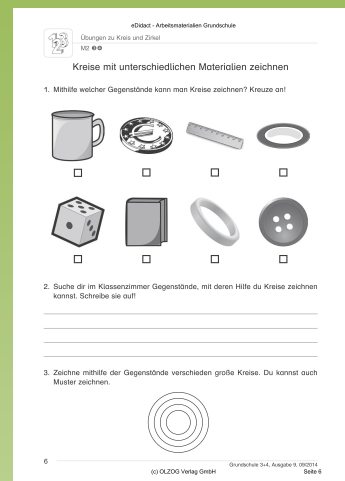 eDidact - Arbeitsmaterialien Grundschule
Übungen zu Kreis und Zirkel
M2
Kreise mit unterschiedlichen Materialien zeichnen
1. Mithilfe welcher Gegenstände kann man Kreise zeichnen? Kreuze an!
2. Suche dir im Klassenzimmer Gegenstände, mit deren Hilfe du Kreise zeichnen
kannst. Schreibe sie auf!
3. Zeichne mithilfe der Gegenstände verschieden große Kreise. Du kannst auch
Muster zeichnen.
6
Grundschule 3+4, Ausgabe 9, 09/2014
(c) OLZOG Verlag GmbH
Seite 6